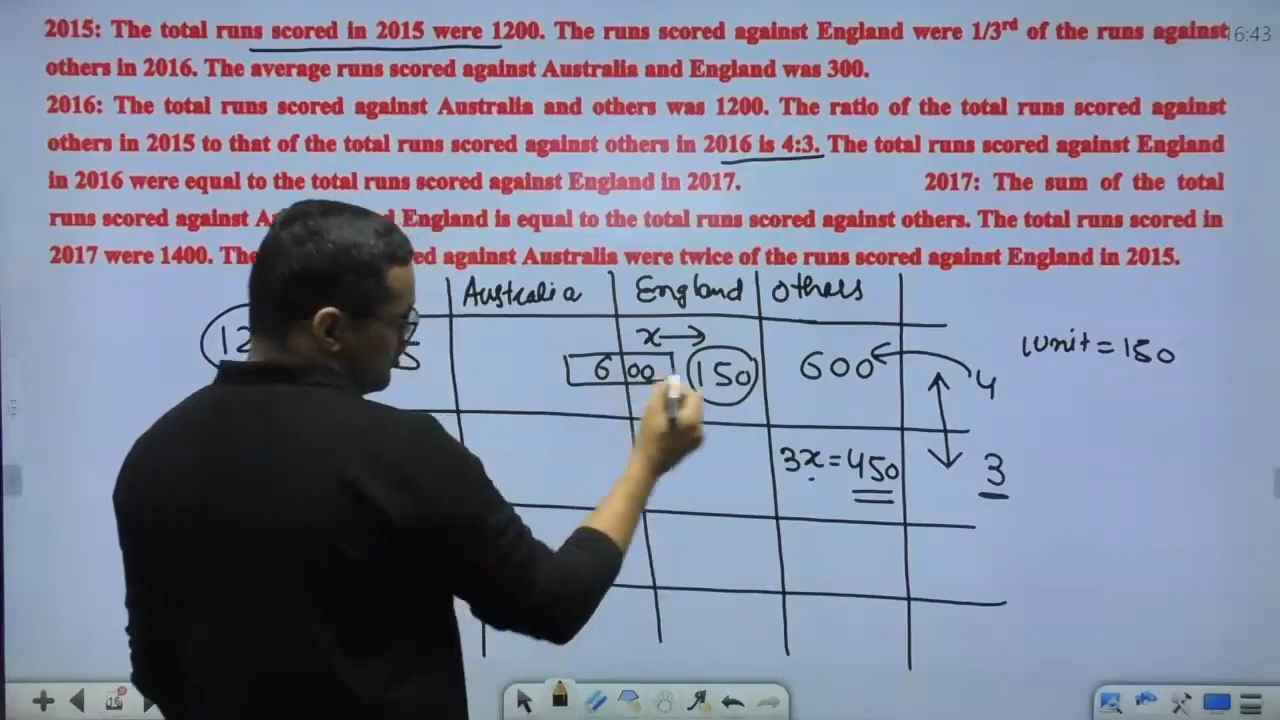 2015: The total runs scored in 2015 were 1200. The runs scored against England were 1/3rd of the runs against
16:43
others in 2016. The average runs scored against Australia and England was 300.
2016: The total runs scored against Australia and others was 1200. The ratio of the total runs scored against
others in 2015 to that of the total runs scored against others in 2016 is 4:3. The total runs scored against England
in 2016 were equal to the total runs scored against England in 2017. 2017: The sum of the total
runs scored against England is equal to the total runs scored against others. The total runs scored in
2017 were 1400. The against Australia were twice of the runs scored against England in 2015.
Australia England Others
12 5 x → 1unit = 150
600 150 600 4
3x = 450 3